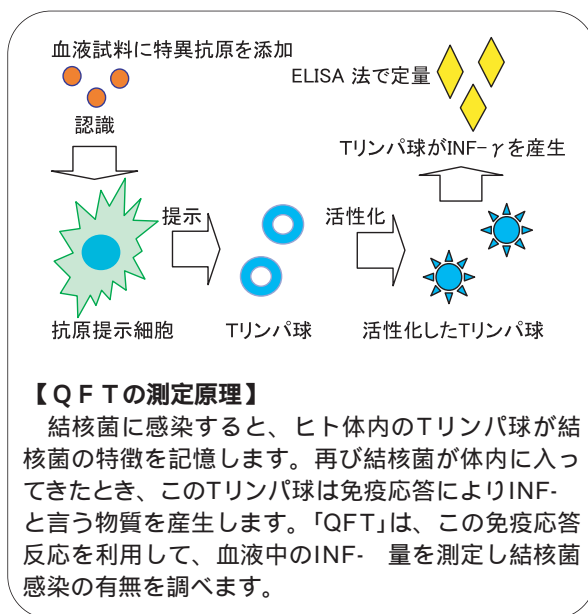 血液試料に特異抗原を添加
認識
ELISA 法で定量
Tリンパ球がINF-γを産生
提示
活性化
抗原提示細胞
Tリンパ球
活性化したTリンパ球
【QFTの測定原理】
結核菌に感染すると、ヒト体内のTリンパ球が結
核菌の特徴を記憶します。再び結核菌が体内に入っ
てきたとき、このTリンパ球は免疫応答によりINF-
と言う物質を産生します。「QFT」は、この免疫応答
反応を利用して、血液中のINF-　量を測定し結核菌
感染の有無を調べます。